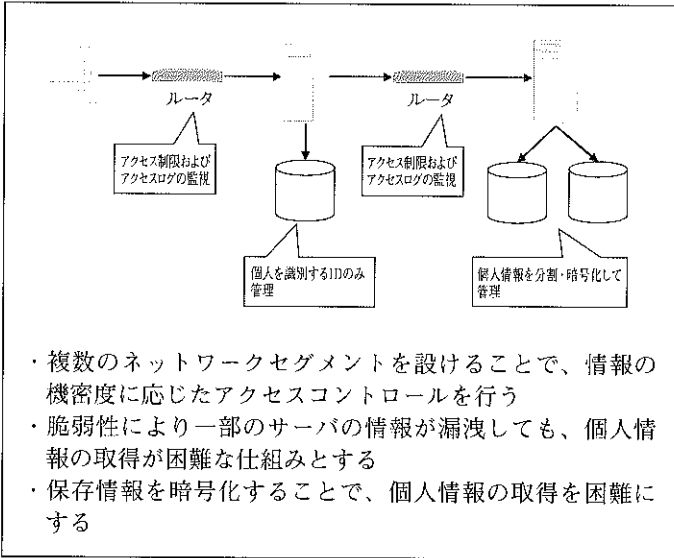 ルータ
ルータ
アクセス制限および
アクセスログの監視
アクセス制限および
アクセスログの監視
個人を識別するIDのみ
管理
個人情報を分割・暗号化して
管理
・複数のネットワークセグメントを設けることで、情報の
機密度に応じたアクセスコントロールを行う
・脆弱性により一部のサーバの情報が漏洩しても、個人情
報の取得が困難な仕組みとする
・保存情報を暗号化することで、個人情報の取得を困難に
する